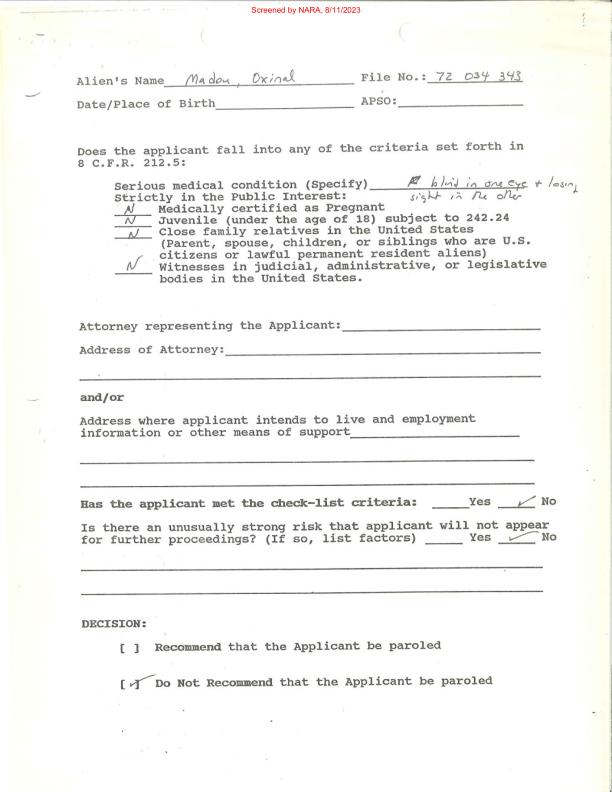 Screened by NARA, 8/11/2023
Alien's Name Madou, Oxinal File No.: 72 034 343
Date/Place of Birth APSO:
Does the applicant fall into any of the criteria set forth in
8 C.F.R. 212.5:
Serious medical condition (Specify) blind in one eye + losing
Strictly in the Public Interest: sight in the other
N Medically certified as Pregnant
N Juvenile (under the age of 18) subject to 242.24
N Close family relatives in the United States
(Parent, spouse, children, or siblings who are U.S.
citizens or lawful permanent resident aliens)
N Witnesses in judicial, administrative, or legislative
bodies in the United States.
Attorney representing the Applicant:
Address of Attorney:
and/or
Address where applicant intends to live and employment
information or other means of support
Has the applicant met the check-list criteria: Yes ✓ No
Is there an unusually strong risk that applicant will not appear
for further proceedings? (If so, list factors) Yes ✓ No
DECISION:
[ ] Recommend that the Applicant be paroled
[✓] Do Not Recommend that the Applicant be paroled